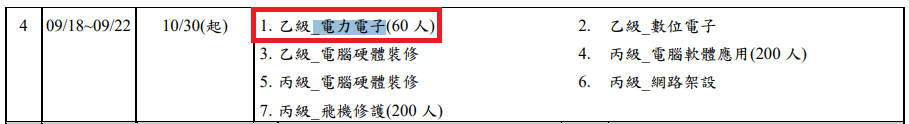 4 09/18~09/22 10/30(起) 1. 乙級_電力電子(60 人) 2. 乙級_數位電子
3. 乙級_電腦硬體裝修 4. 丙級_電腦軟體應用(200 人)
5. 丙級_電腦硬體裝修 6. 丙級_網路架設
7. 丙級_飛機修護(200 人)